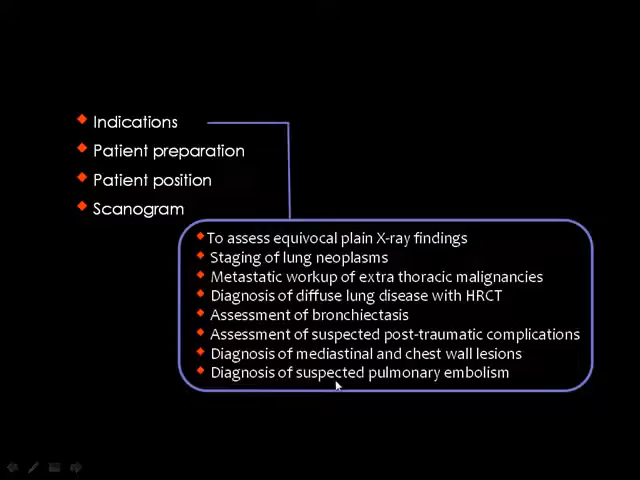 Indications
Patient preparation
Patient position
Scanogram
To assess equivocal plain X-ray findings
Staging of lung neoplasms
Metastatic workup of extra thoracic malignancies
Diagnosis of diffuse lung disease with HRCT
Assessment of bronchiectasis
Assessment of suspected post-traumatic complications
Diagnosis of mediastinal and chest wall lesions
Diagnosis of suspected pulmonary embolism